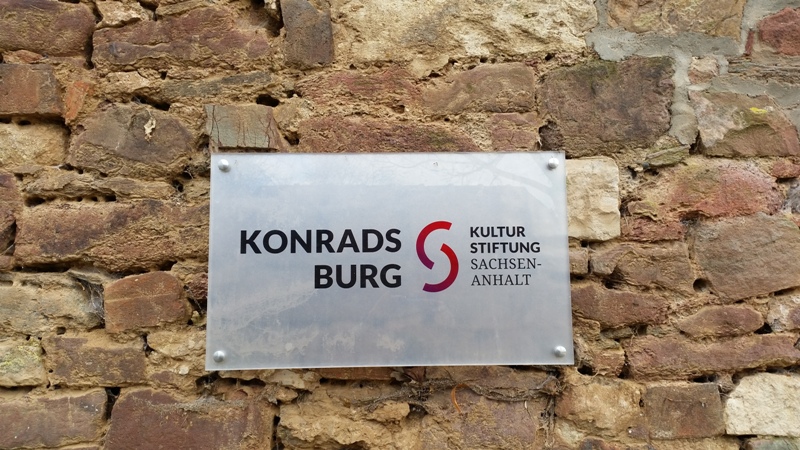 KONRADS
BURG
KULTUR
STIFTUNG
SACHSEN-
ANHALT